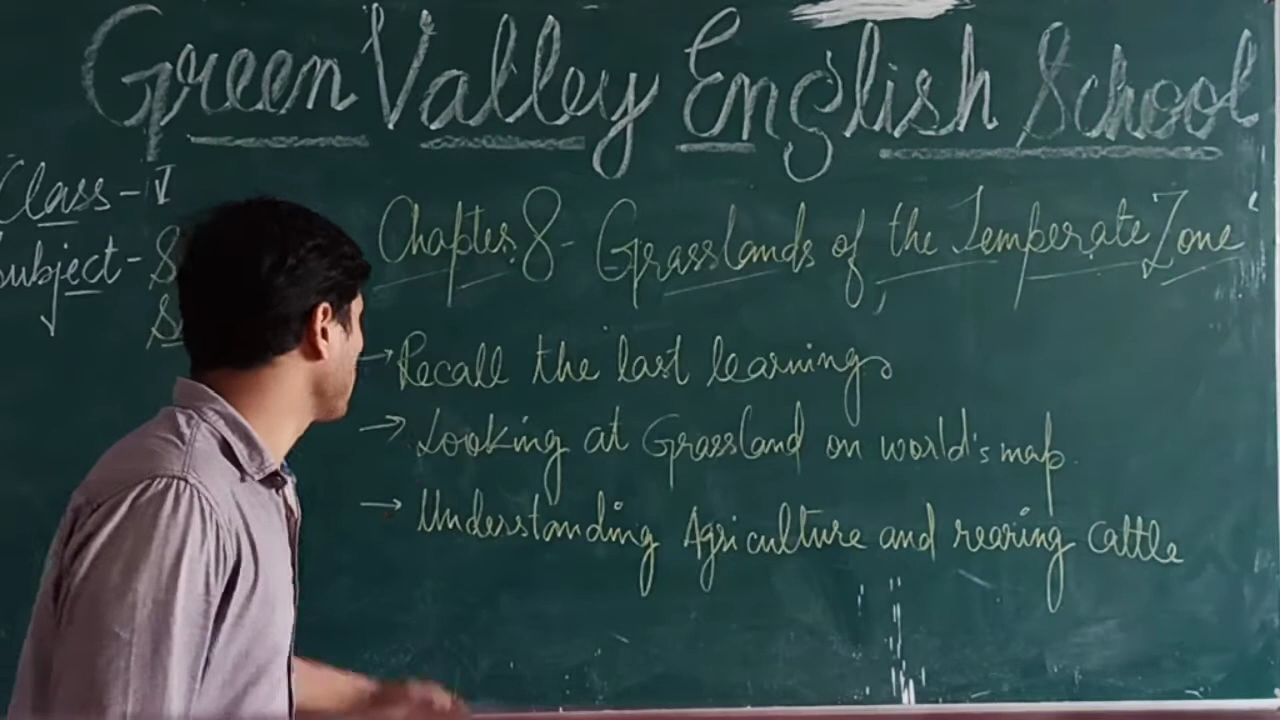 Green Valley English School
Class - V
Chapter 8 - Grasslands of the Temperate Zone
Subject - S
S
→ Recall the last learnings
→ Looking at Grassland on world's map.
→ Understanding Agriculture and rearing cattle